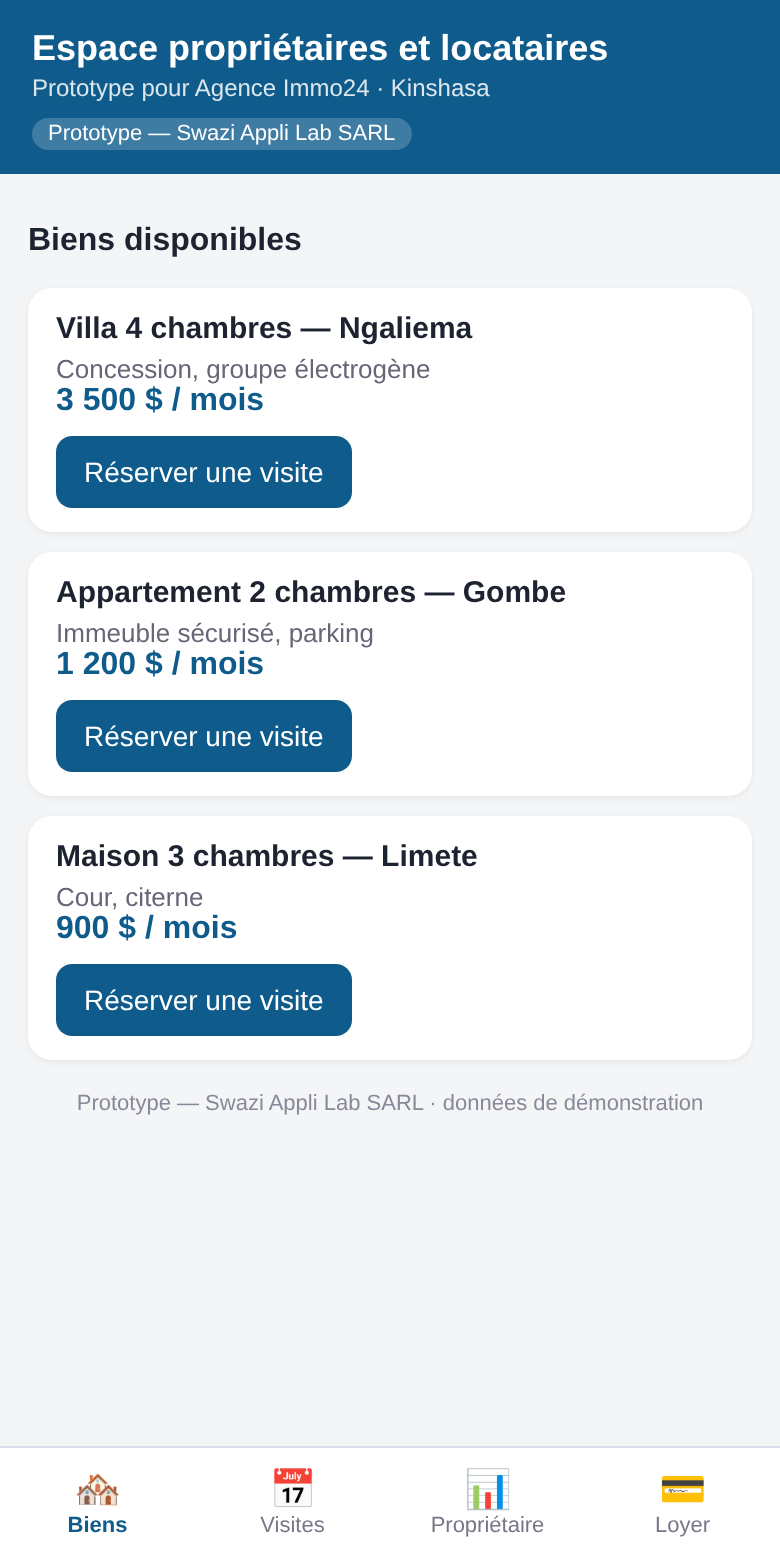 Espace propriétaires et locataires
Prototype pour Agence Immo24 · Kinshasa
Prototype — Swazi Appli Lab SARL
Biens disponibles
Villa 4 chambres — Ngaliema
Concession, groupe électrogène
3 500 $ / mois
Réserver une visite
Appartement 2 chambres — Gombe
Immeuble sécurisé, parking
1 200 $ / mois
Réserver une visite
Maison 3 chambres — Limete
Cour, citerne
900 $ / mois
Réserver une visite
Prototype — Swazi Appli Lab SARL · données de démonstration
July
17
Biens Visites Propriétaire Loyer